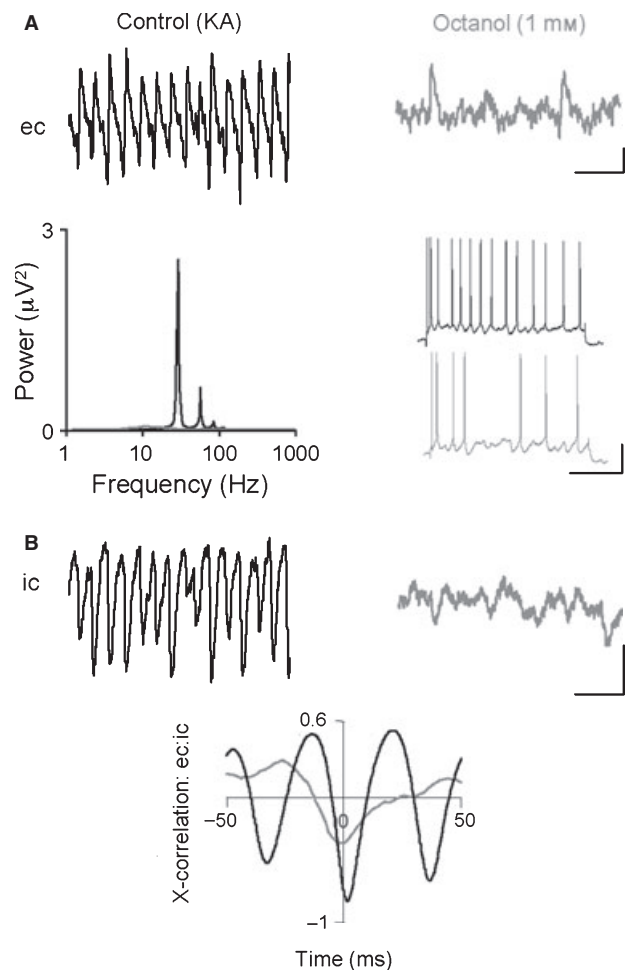 A
Control (KA)
Octanol (1 mM)
ec
3
Power (μV²)
0
1 10 100 1000
Frequency (Hz)
B
ic
0.6
X-correlation: ec:ic
–50 0 50
–1
Time (ms)